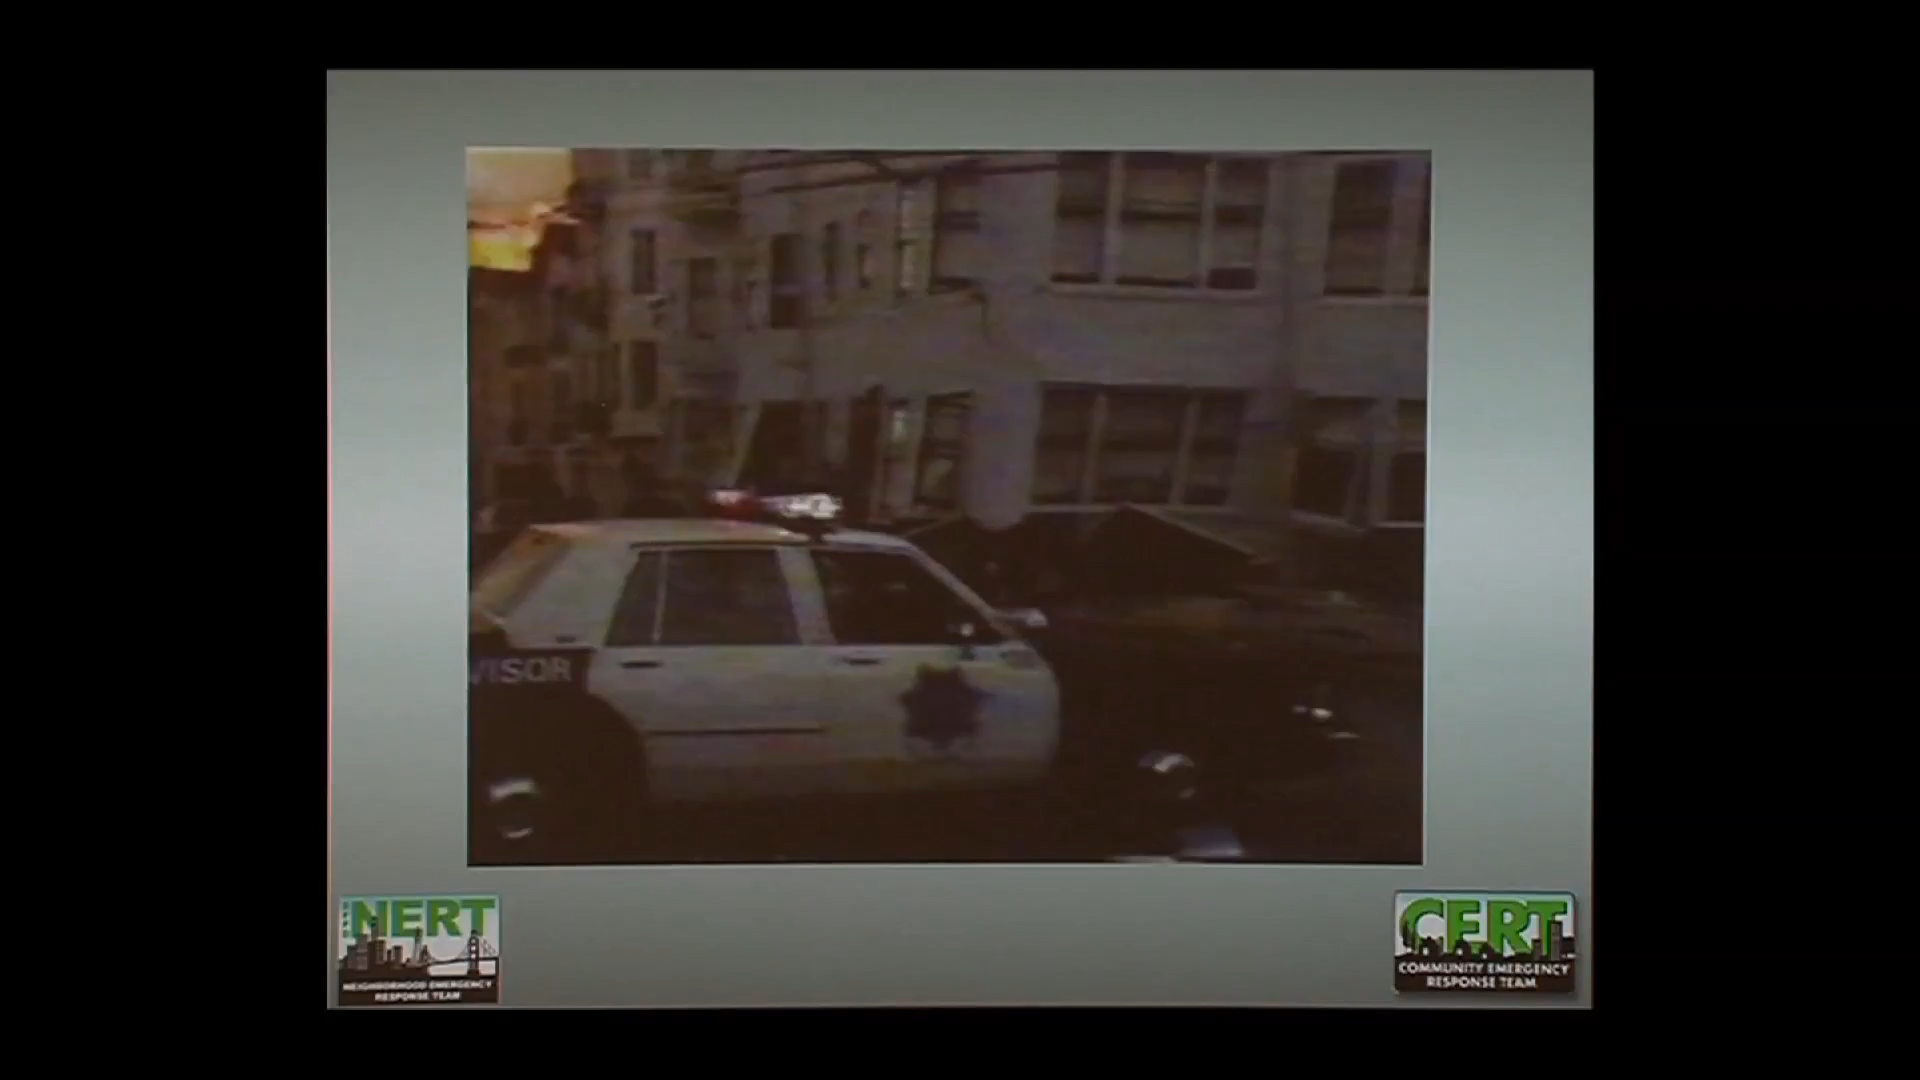 VISOR
NERT
NEIGHBORHOOD EMERGENCY
RESPONSE TEAM
CERT
COMMUNITY EMERGENCY
RESPONSE TEAM